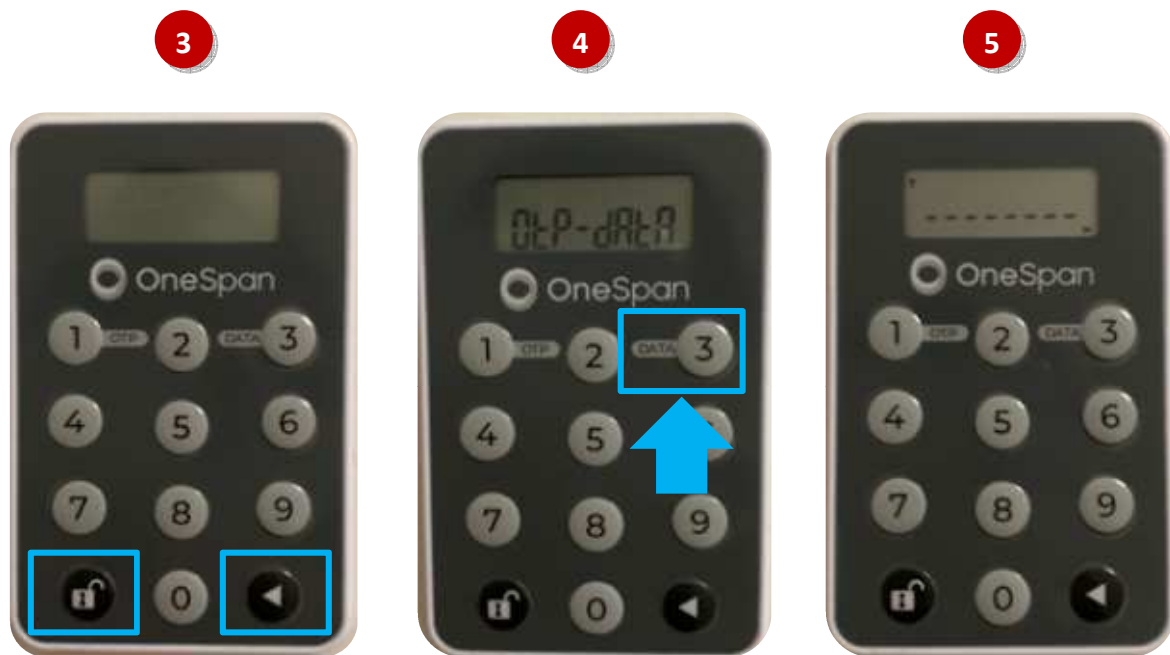 3 4 5
OtP-dAtA
- - - - - - - -
OneSpan OneSpan OneSpan
1 OTP 2 DATA 3
1 OTP 2 DATA 3
1 OTP 2 DATA 3
4 5 6
4 5
4 5 6
7 8 9
7 8 9
7 8 9
0
0
0